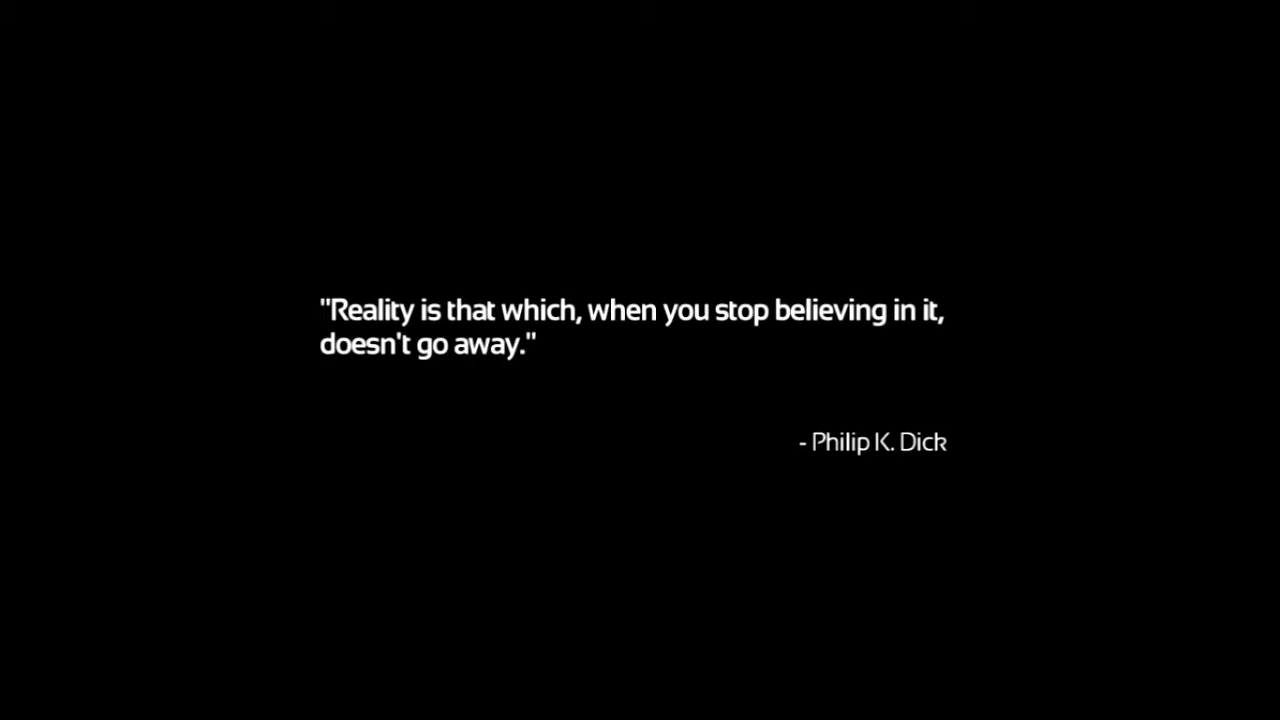 "Reality is that which, when you stop believing in it,
doesn't go away."
- Philip K. Dick